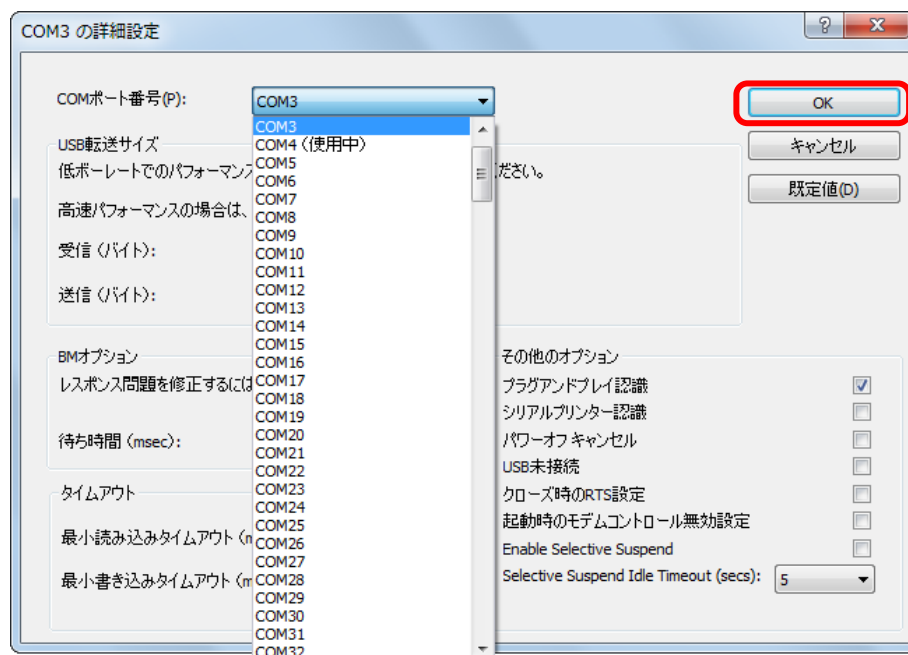 COM3 の詳細設定
COMポート番号(P):
COM3
OK
キャンセル
既定値(D)
COM3
COM4 (使用中)
COM5
COM6
COM7
COM8
COM9
COM10
COM11
COM12
COM13
COM14
COM15
COM16
COM17
COM18
COM19
COM20
COM21
COM22
COM23
COM24
COM25
COM26
COM27
COM28
COM29
COM30
COM31
COM32
USB転送サイズ
低ボーレートでのパフォーマンス ださい。
高速パフォーマンスの場合は、
受信 (バイト):
送信 (バイト):
BMオプション
レスポンス問題を修正するには
待ち時間 (msec):
タイムアウト
最小読み込みタイムアウト (m
最小書き込みタイムアウト (m
その他のオプション
プラグアンドプレイ認識
シリアルプリンター認識
パワーオフ キャンセル
USB未接続
クローズ時のRTS設定
起動時のモデムコントロール無効設定
Enable Selective Suspend
Selective Suspend Idle Timeout (secs): 5